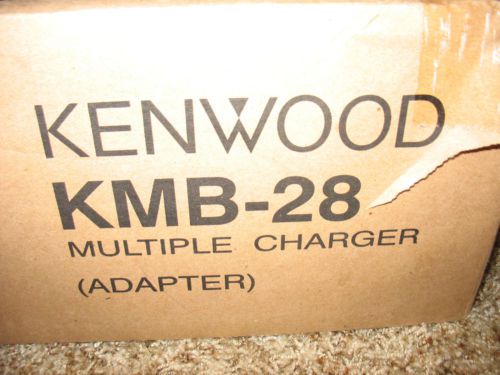 KENWOOD
KMB-28
MULTIPLE CHARGER
(ADAPTER)